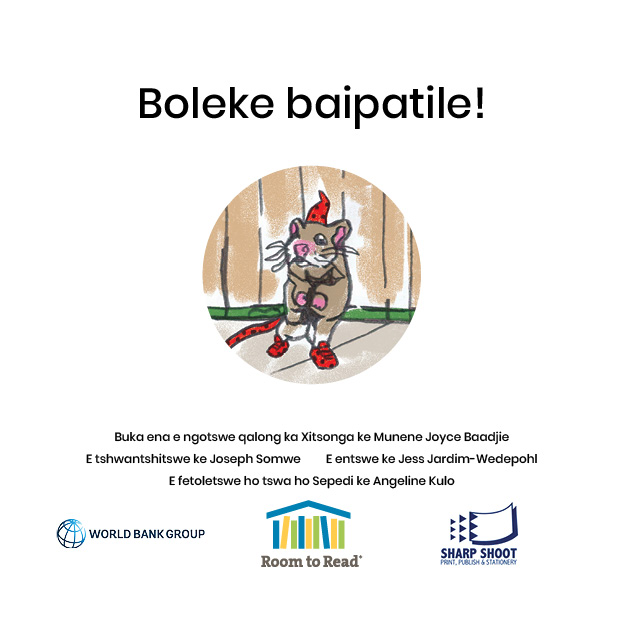 Boleke baipatile!
Buka ena e ngotswe qalong ka Xitsonga ke Munene Joyce Baadjie
E tshwantshitswe ke Joseph Somwe E entswe ke Jess Jardim-Wedepohl
E fetoletswe ho tswa ho Sepedi ke Angeline Kulo
WORLD BANK GROUP
Room to Read
SHARP SHOOT
PRINT, PUBLISH & STATIONERY